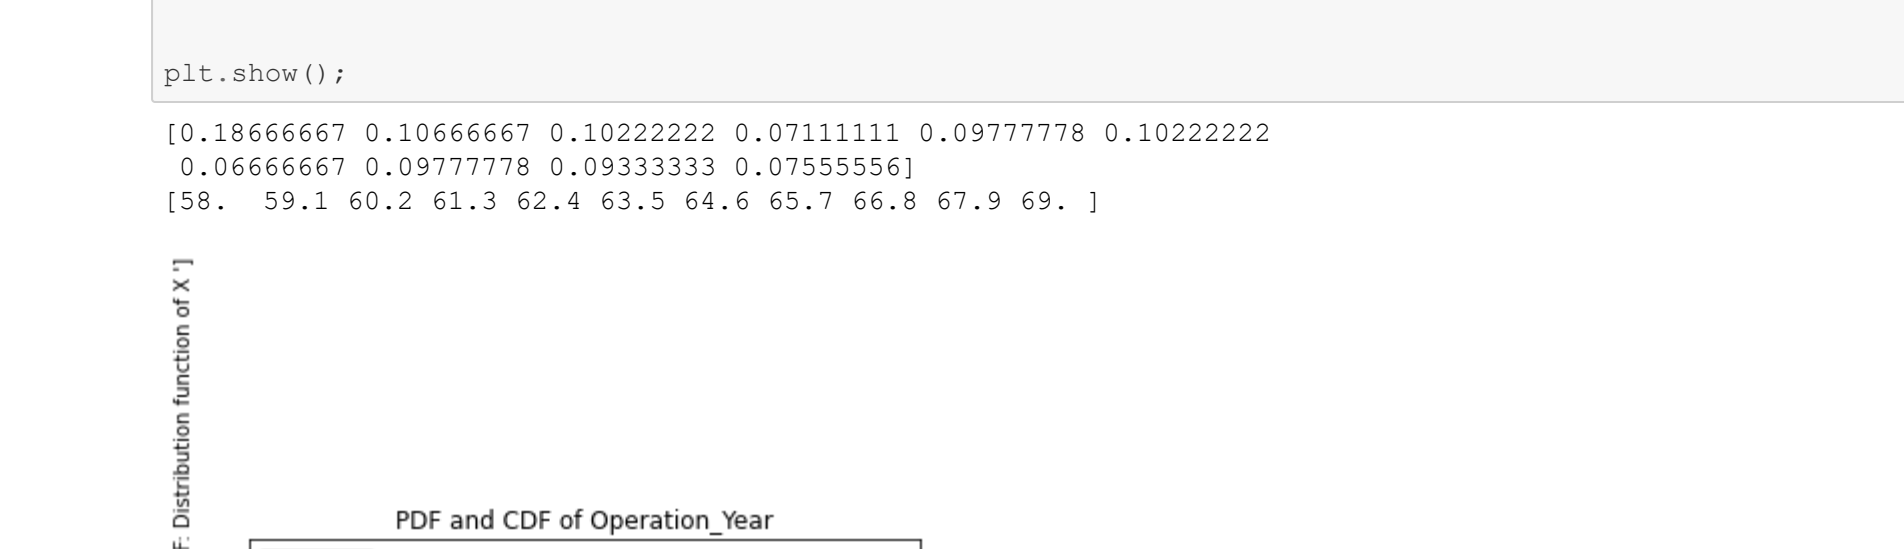 plt.show();
[0.18666667 0.10666667 0.10222222 0.07111111 0.09777778 0.10222222
 0.06666667 0.09777778 0.09333333 0.07555556]
[58.  59.1 60.2 61.3 62.4 63.5 64.6 65.7 66.8 67.9 69. ]
F: Distribution function of X ']
PDF and CDF of Operation_Year